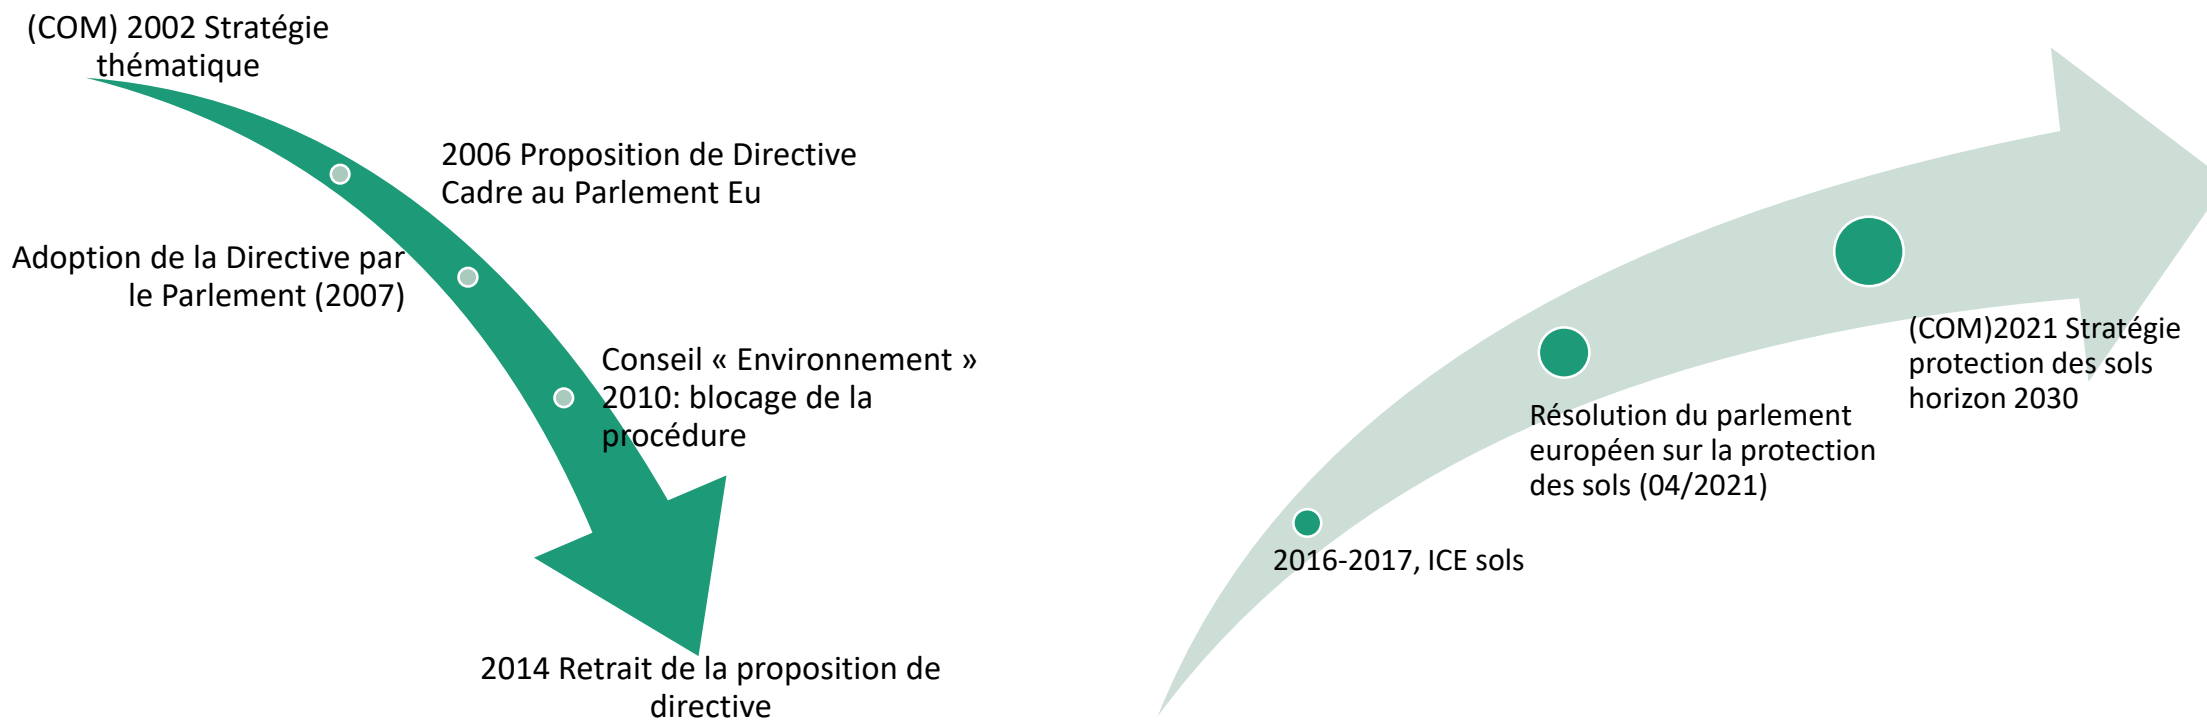 (COM) 2002 Stratégie
thématique
2006 Proposition de Directive
Cadre au Parlement Eu
Adoption de la Directive par
le Parlement (2007)
Conseil « Environnement »
2010: blocage de la
procédure
2014 Retrait de la proposition de
directive
2016-2017, ICE sols
Résolution du parlement
européen sur la protection
des sols (04/2021)
(COM)2021 Stratégie
protection des sols
horizon 2030